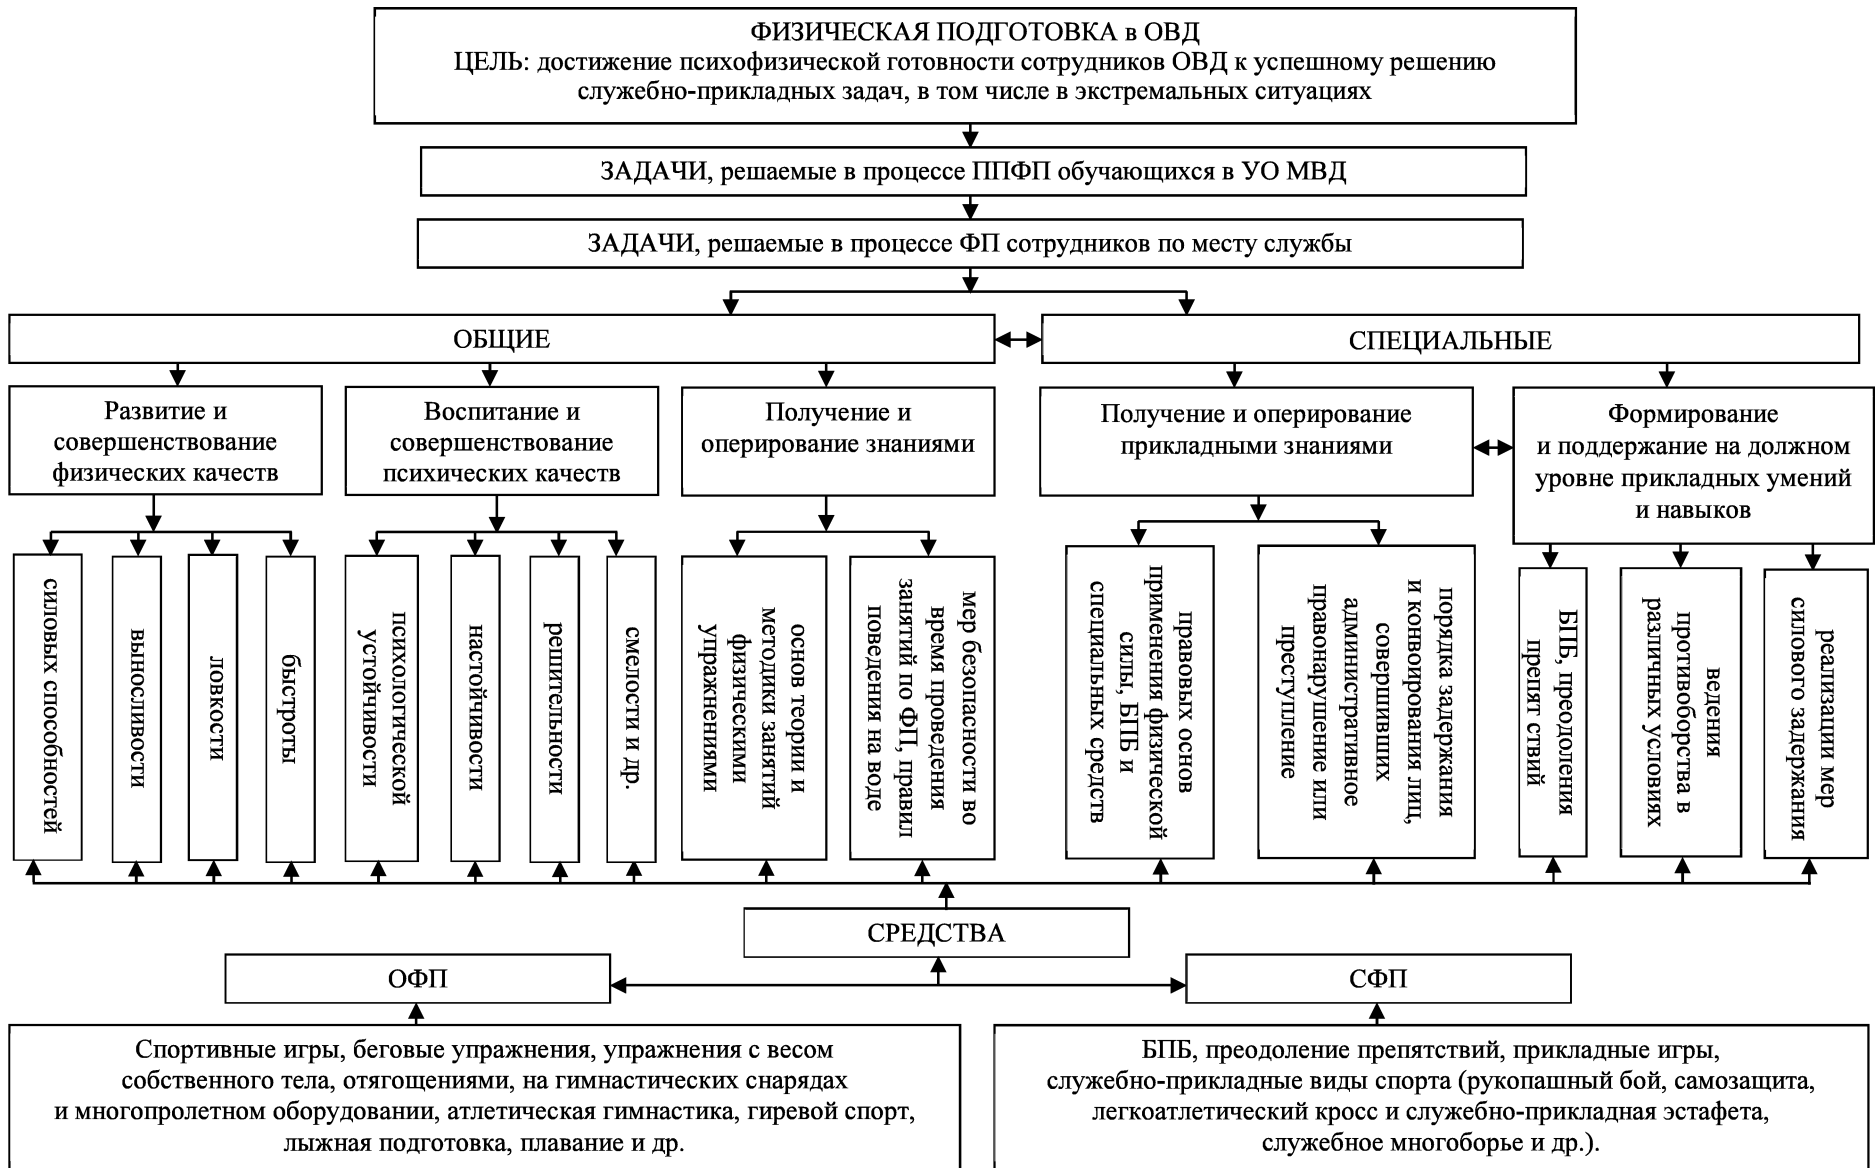 ФИЗИЧЕСКАЯ ПОДГОТОВКА в ОВД
ЦЕЛЬ: достижение психофизической готовности сотрудников ОВД к успешному решению
служебно-прикладных задач, в том числе в экстремальных ситуациях
ЗАДАЧИ, решаемые в процессе ППФП обучающихся в УО МВД
ЗАДАЧИ, решаемые в процессе ФП сотрудников по месту службы
ОБЩИЕ
СПЕЦИАЛЬНЫЕ
Развитие и
совершенствование
физических качеств
Воспитание и
совершенствование
психических качеств
Получение и
оперирование знаниями
Получение и оперирование
прикладными знаниями
Формирование
и поддержание на должном
уровне прикладных умений
и навыков
силовых способностей
выносливости
ловкости
быстроты
психологической
устойчивости
настойчивости
решительности
смелости и др.
основ теории и
методики занятий
физическими
упражнениями
мер безопасности во
время проведения
занятий по ФП, правил
поведения на воде
правовых основ
применения физической
силы, БПБ и
специальных средств
порядка задержания
и конвоирования лиц,
совершивших
административное
правонарушение или
преступление
БПБ, преодоления
препят ствий
ведения
противоборства в
различных условиях
реализации мер
силового задержания
СРЕДСТВА
ОФП
СФП
Спортивные игры, беговые упражнения, упражнения с весом
собственного тела, отягощениями, на гимнастических снарядах
и многопролетном оборудовании, атлетическая гимнастика, гиревой спорт,
лыжная подготовка, плавание и др.
БПБ, преодоление препятствий, прикладные игры,
служебно-прикладные виды спорта (рукопашный бой, самозащита,
легкоатлетический кросс и служебно-прикладная эстафета,
служебное многоборье и др.).